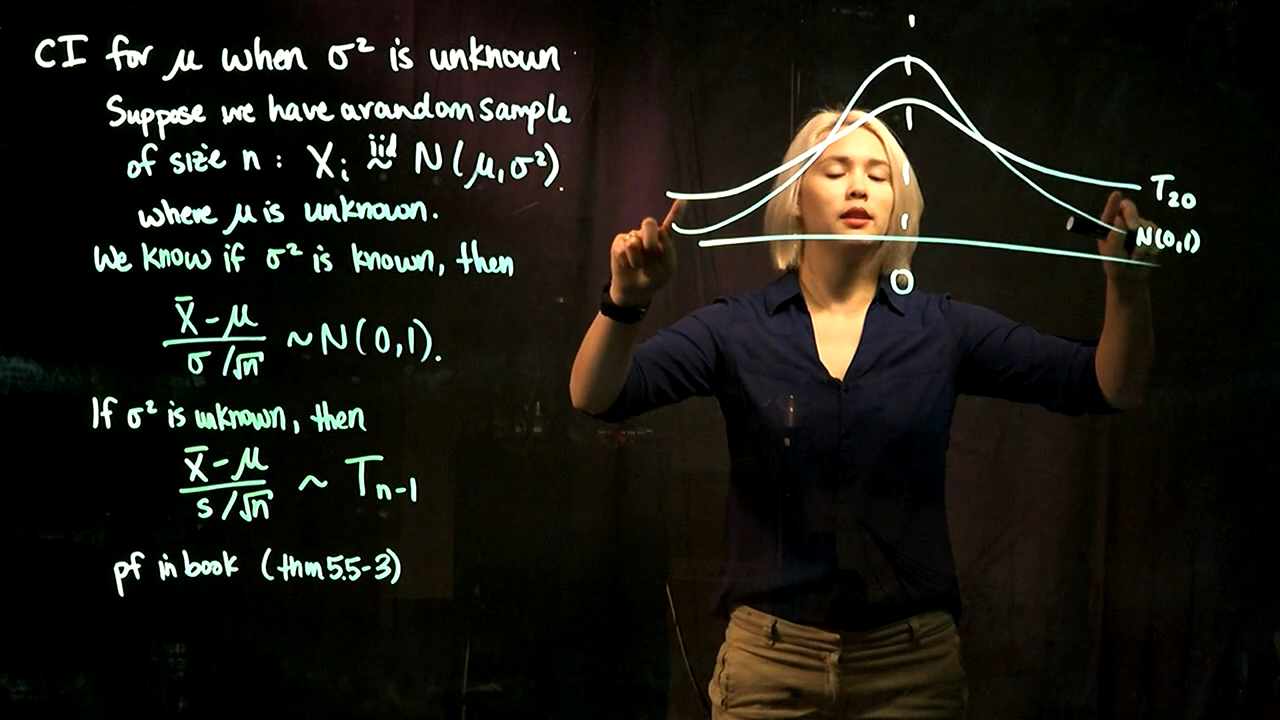 CI for μ when σ² is unknown
Suppose we have a random sample
of size n : Xᵢ iid~ N(μ,σ²).
where μ is unknown.
We know if σ² is known, then
X̄-μ
σ/√n ~ N(0,1).
If σ² is unknown, then
X̄-μ
s/√n ~ Tₙ₋₁
pf in book (thm 5.5-3)
T₂₀
N(0,1)
0